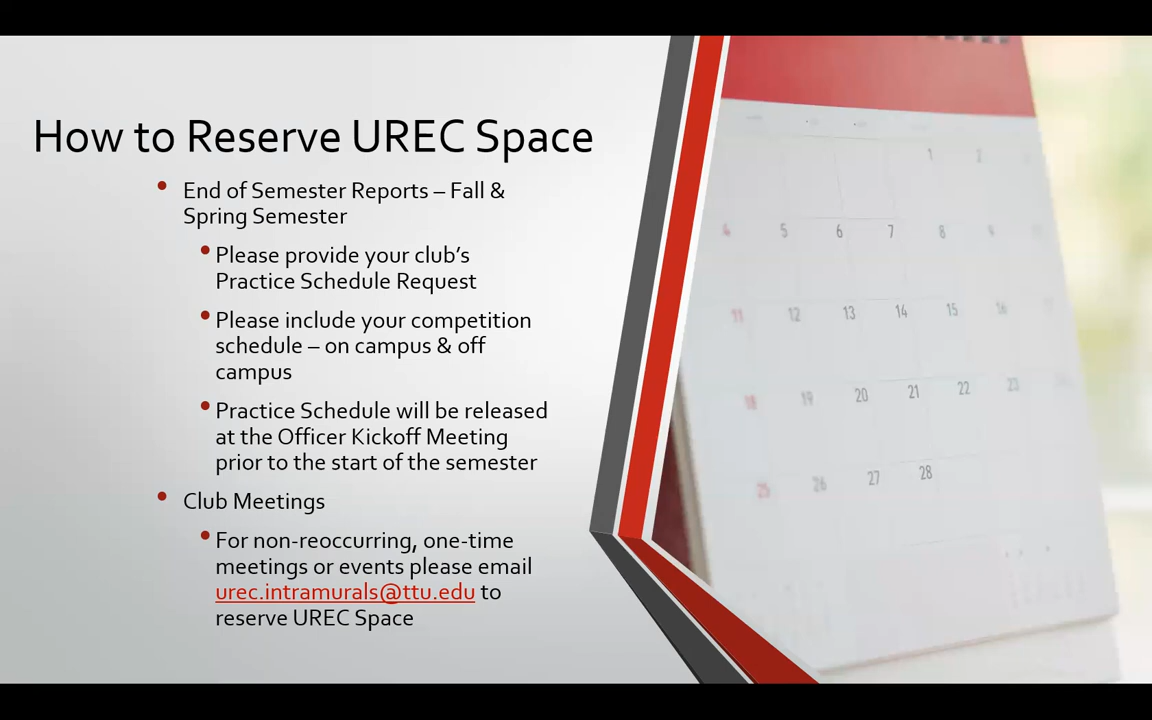 How to Reserve UREC Space
• End of Semester Reports – Fall &
Spring Semester
• Please provide your club’s
Practice Schedule Request
• Please include your competition
schedule – on campus & off
campus
• Practice Schedule will be released
at the Officer Kickoff Meeting
prior to the start of the semester
• Club Meetings
• For non-reoccurring, one-time
meetings or events please email
urec.intramurals@ttu.edu to
reserve UREC Space
1 2
4 5 6 7 8 9
11 12 13 14 15 16
18 19 20 21 22 23
25 26 27 28